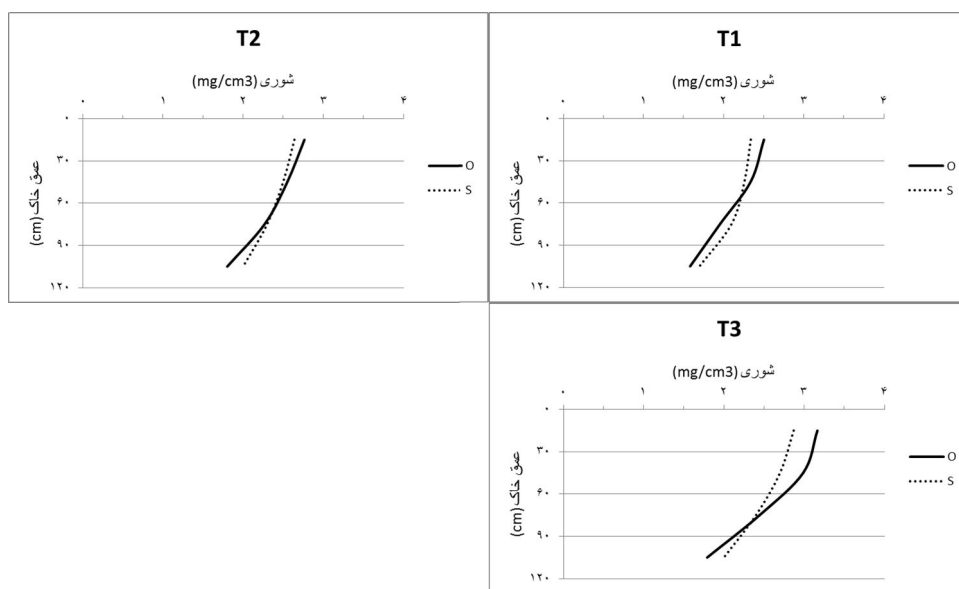 T2
شوری (mg/cm3)
۰ ۱ ۲ ۳ ۴
۰
۳۰
۶۰
۹۰
۱۲۰
عمق خاک (cm)
O
S
T1
شوری (mg/cm3)
۰ ۱ ۲ ۳ ۴
۰
۳۰
۶۰
۹۰
۱۲۰
عمق خاک (cm)
O
S
T3
شوری (mg/cm3)
۰ ۱ ۲ ۳ ۴
۰
۳۰
۶۰
۹۰
۱۲۰
عمق خاک (cm)
O
S